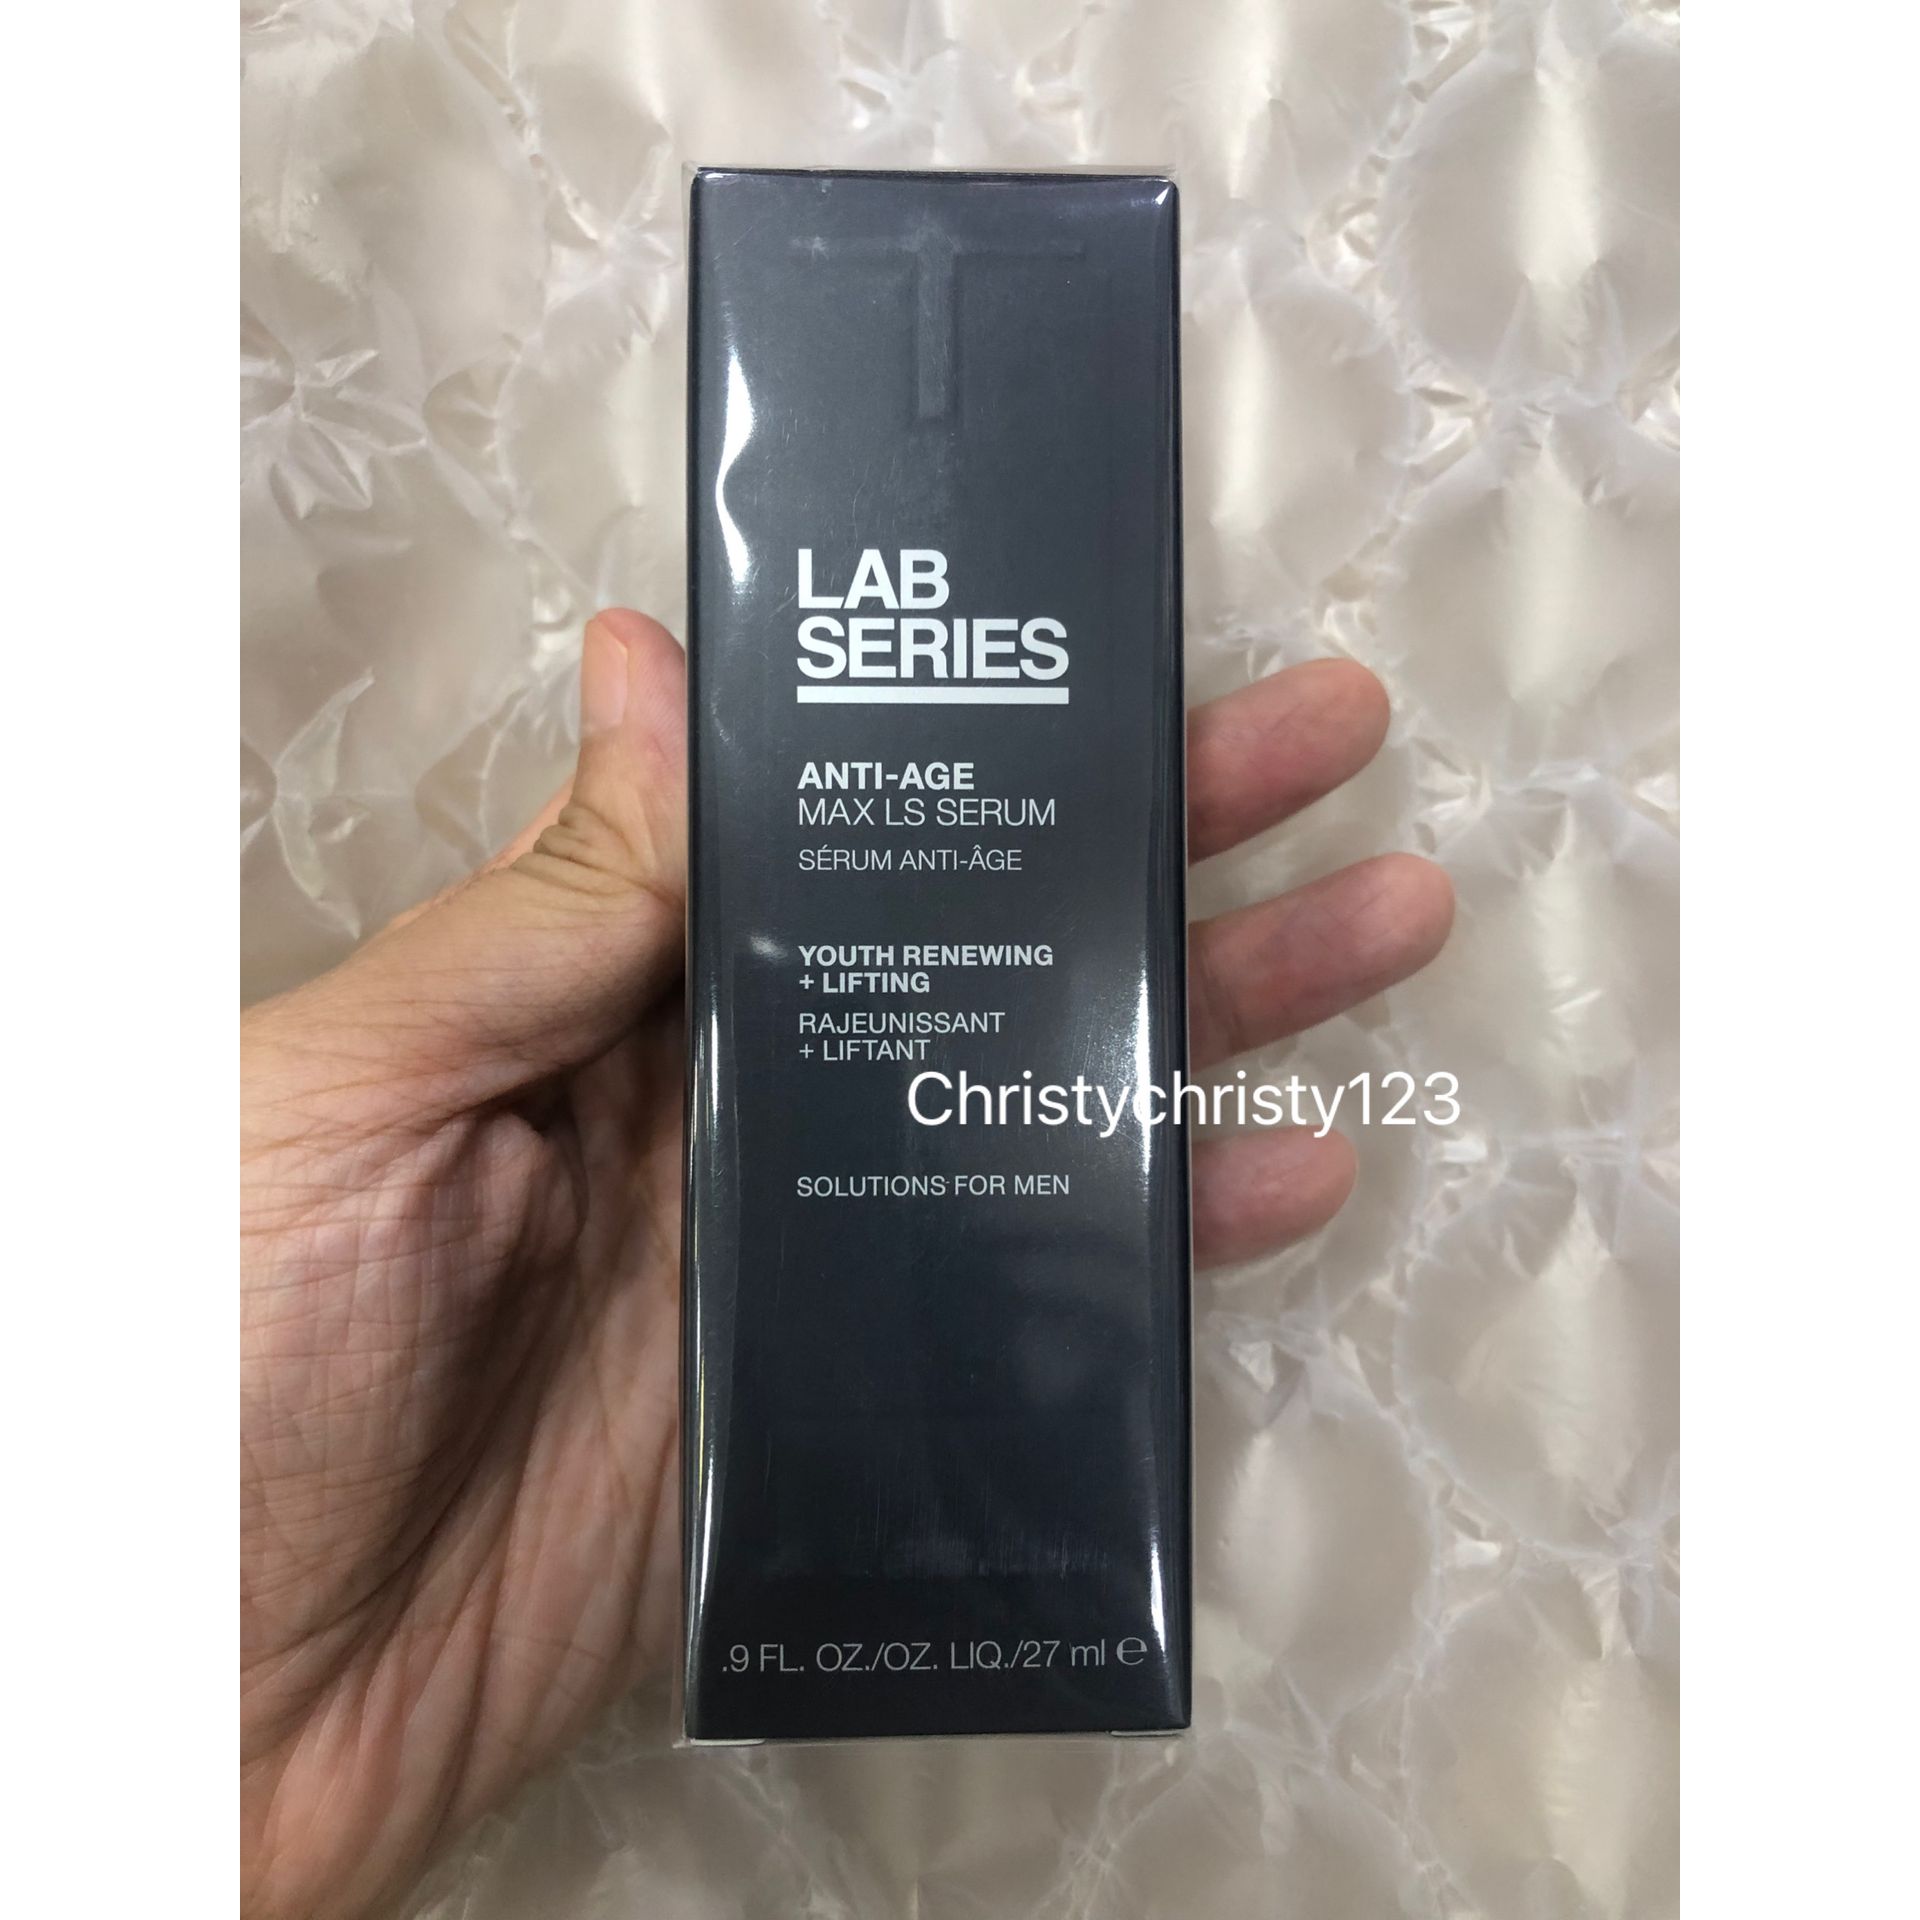 T
LAB
SERIES
ANTI-AGE
MAX LS SERUM
SÉRUM ANTI-ÂGE
YOUTH RENEWING
+ LIFTING
RAJEUNISSANT
+ LIFTANT
Christychristy123
SOLUTIONS FOR MEN
.9 FL. OZ./OZ. LIQ./27 ml ℮